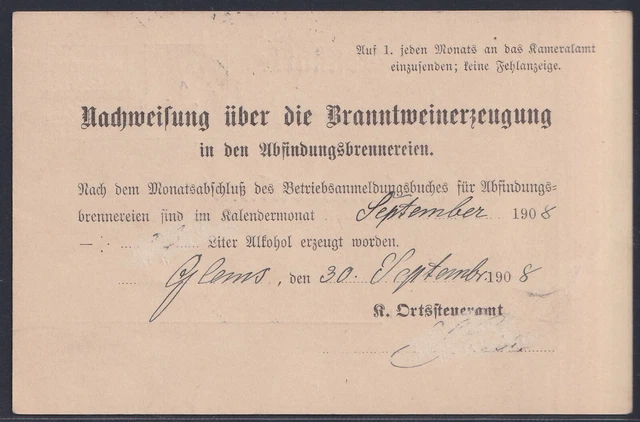 Auf 1. jeden Monats an das Kameralamt
einzusenden; keine Fehlanzeige.
Nachweisung über die Branntweinerzeugung
in den Abfindungsbrennereien.
Nach dem Monatsabschluß des Betriebsanmeldungsbuches für Abfindungs=
brennereien sind im Kalendermonat September 1908
Liter Alkohol erzeugt worden.
Glems, den 30. Septembr. 1908
K. Ortssteueramt